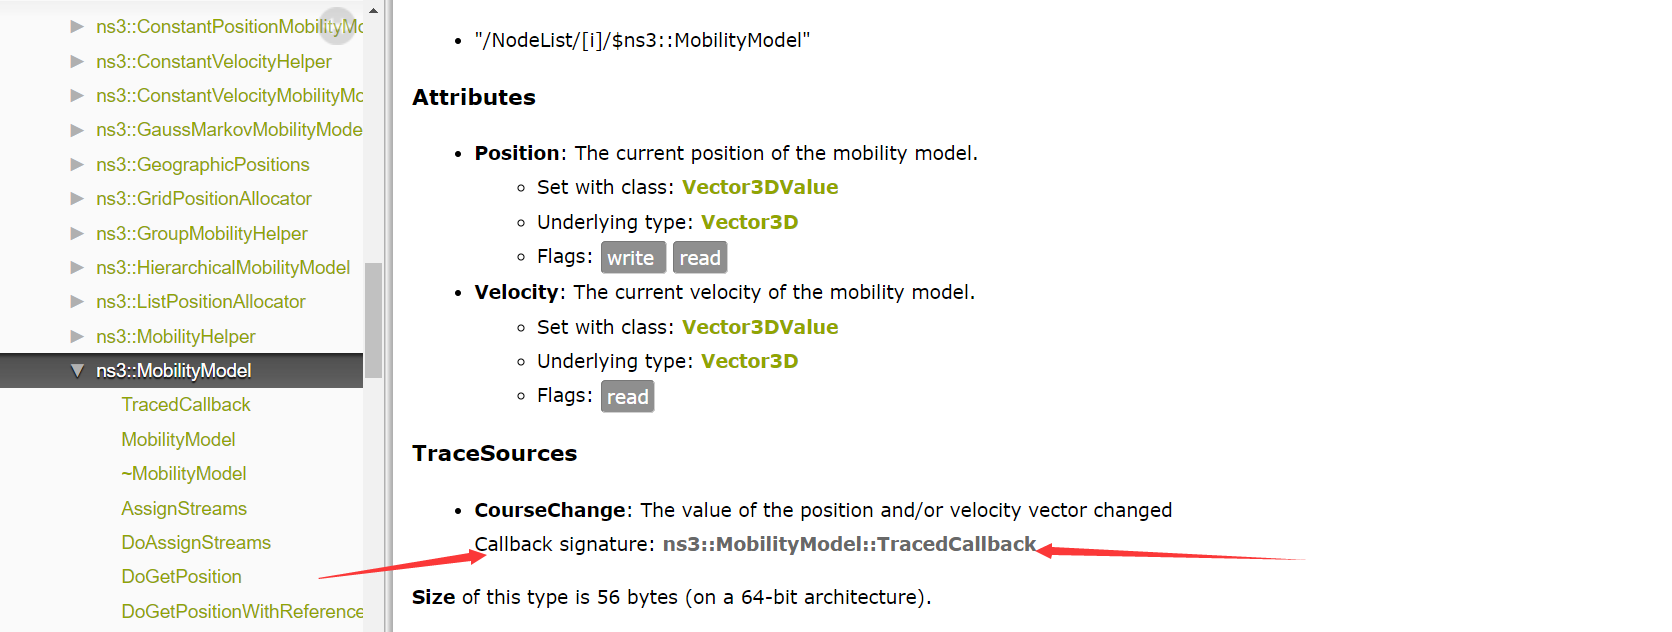 ns3::ConstantPositionMobilityMo
ns3::ConstantVelocityHelper
ns3::ConstantVelocityMobilityMo
ns3::GaussMarkovMobilityMode
ns3::GeographicPositions
ns3::GridPositionAllocator
ns3::GroupMobilityHelper
ns3::HierarchicalMobilityModel
ns3::ListPositionAllocator
ns3::MobilityHelper
ns3::MobilityModel
TracedCallback
MobilityModel
~MobilityModel
AssignStreams
DoAssignStreams
DoGetPosition
DoGetPositionWithReference
• "/NodeList/[i]/$ns3::MobilityModel"
Attributes
• Position: The current position of the mobility model.
◦ Set with class: Vector3DValue
◦ Underlying type: Vector3D
◦ Flags: write read
• Velocity: The current velocity of the mobility model.
◦ Set with class: Vector3DValue
◦ Underlying type: Vector3D
◦ Flags: read
TraceSources
• CourseChange: The value of the position and/or velocity vector changed
Callback signature: ns3::MobilityModel::TracedCallback
Size of this type is 56 bytes (on a 64-bit architecture).